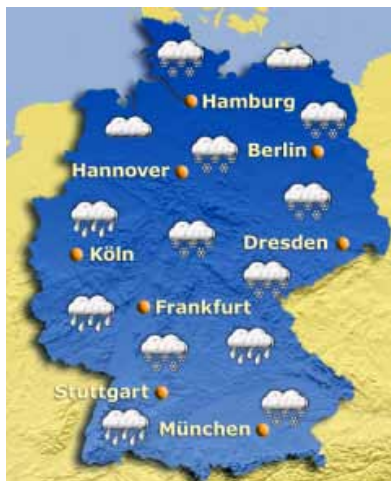 Hamburg
Berlin
Hannover
Dresden
Köln
Frankfurt
Stuttgart
München